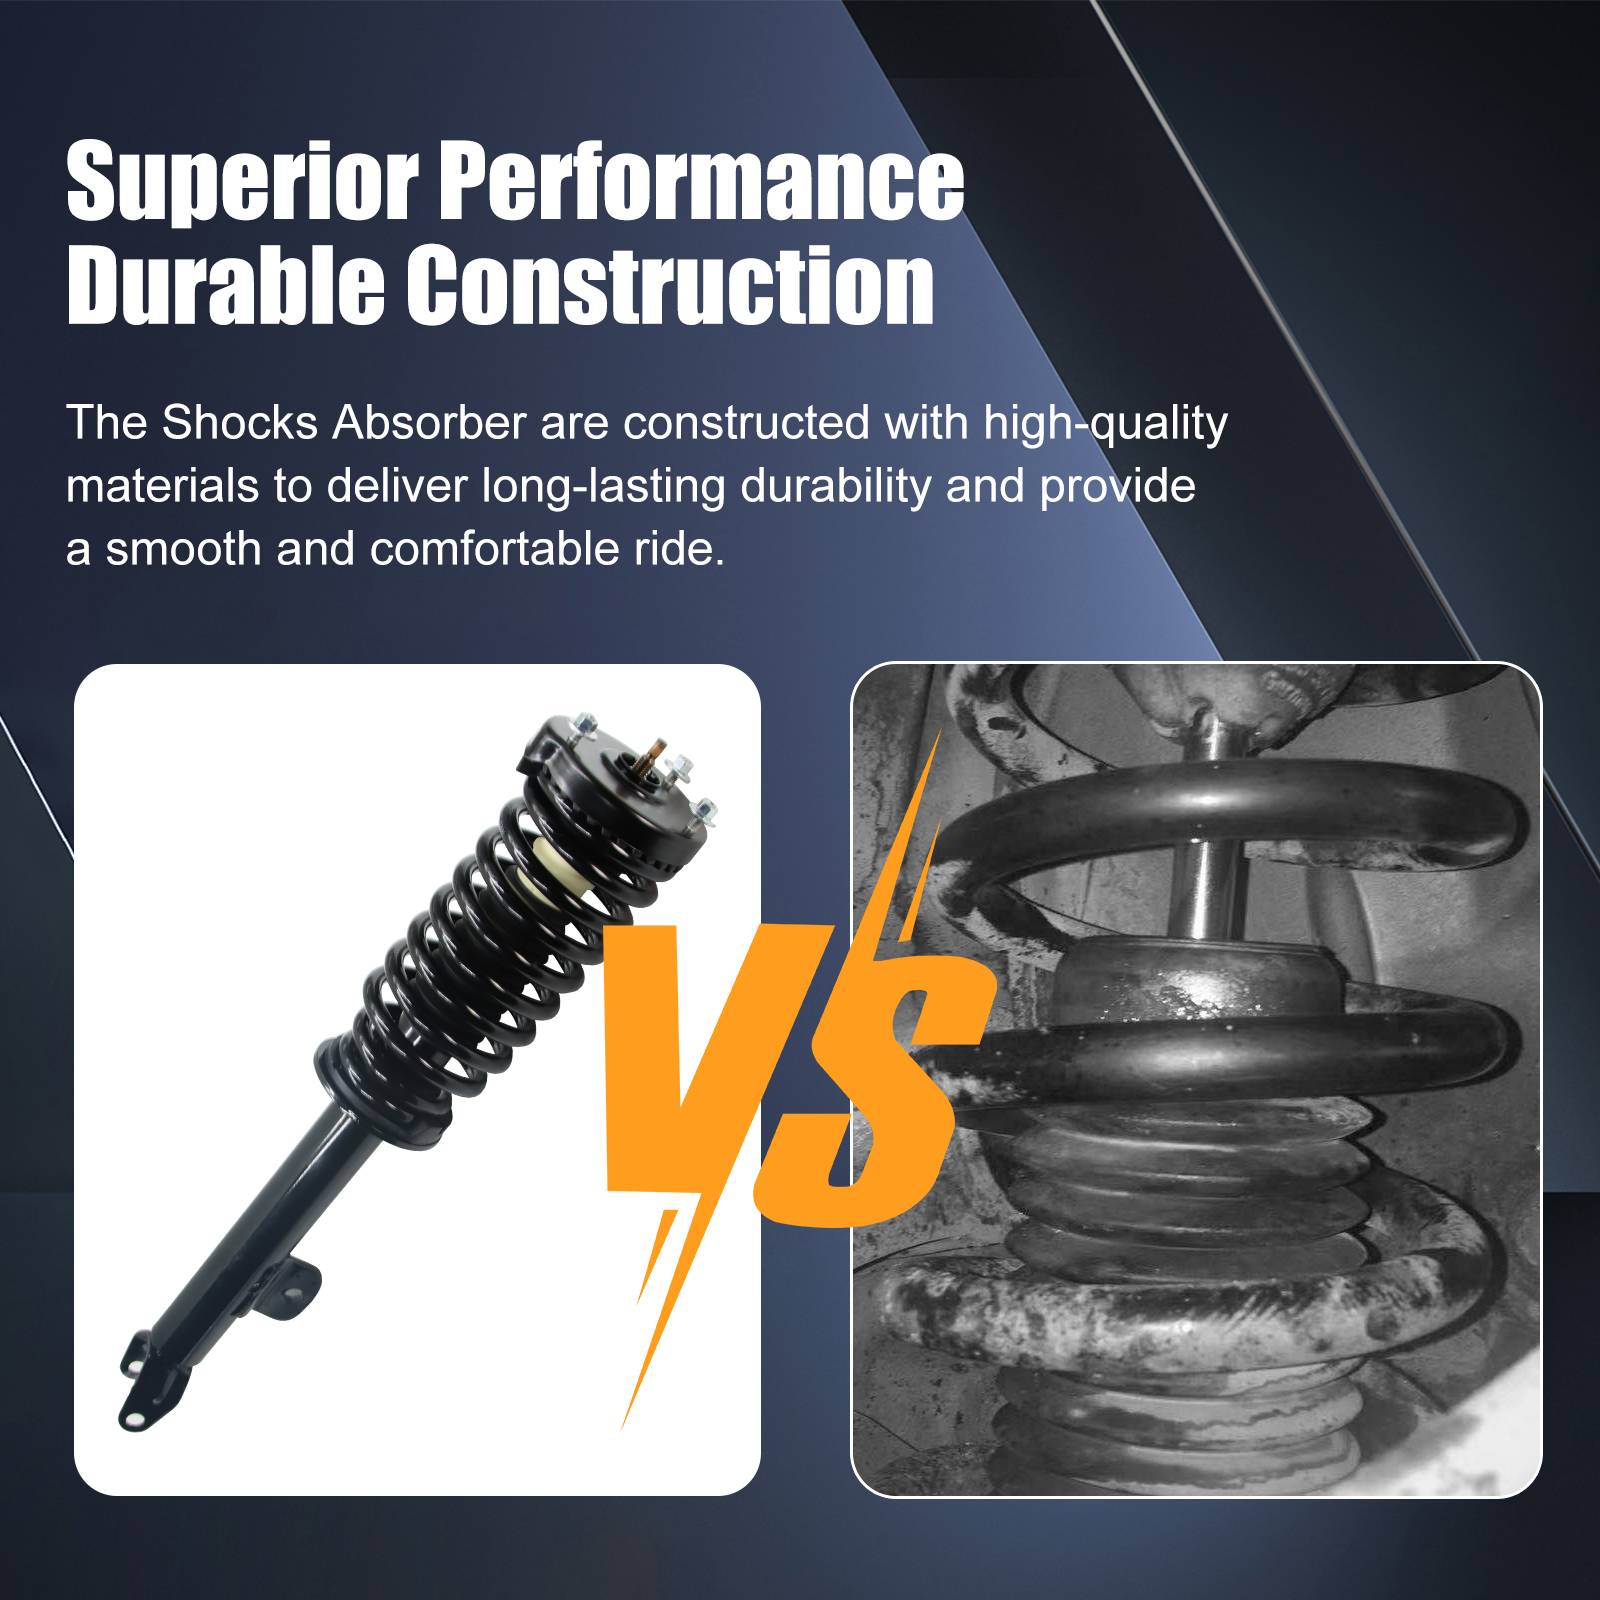 Superior Performance
Durable Construction
The Shocks Absorber are constructed with high-quality
materials to deliver long-lasting durability and provide
a smooth and comfortable ride.
VS